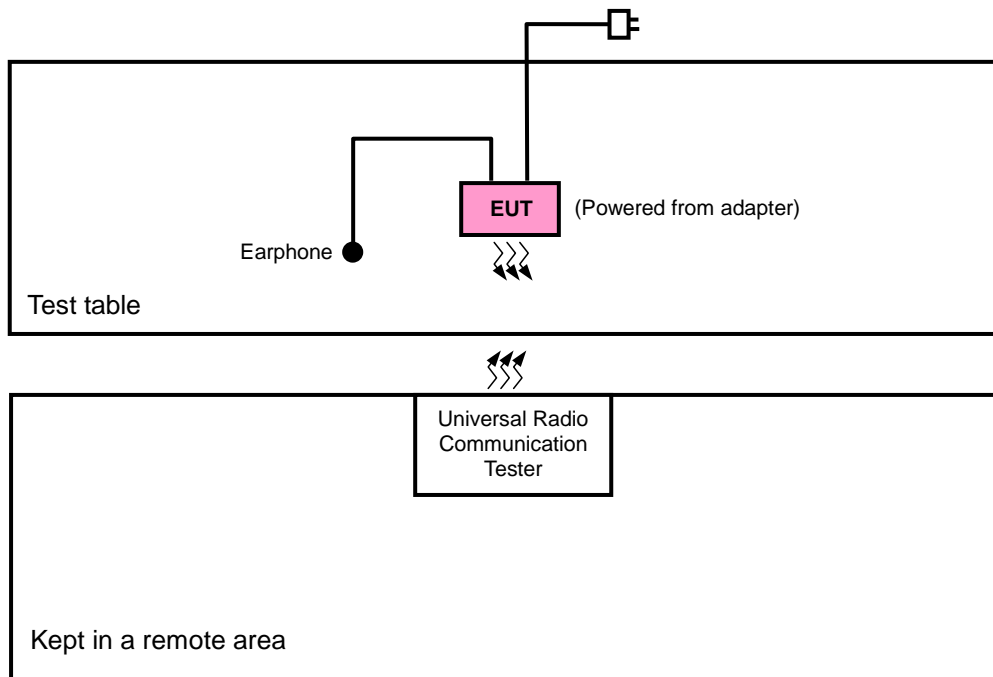 EUT
(Powered from adapter)
Earphone
Test table
Universal Radio
Communication
Tester
Kept in a remote area